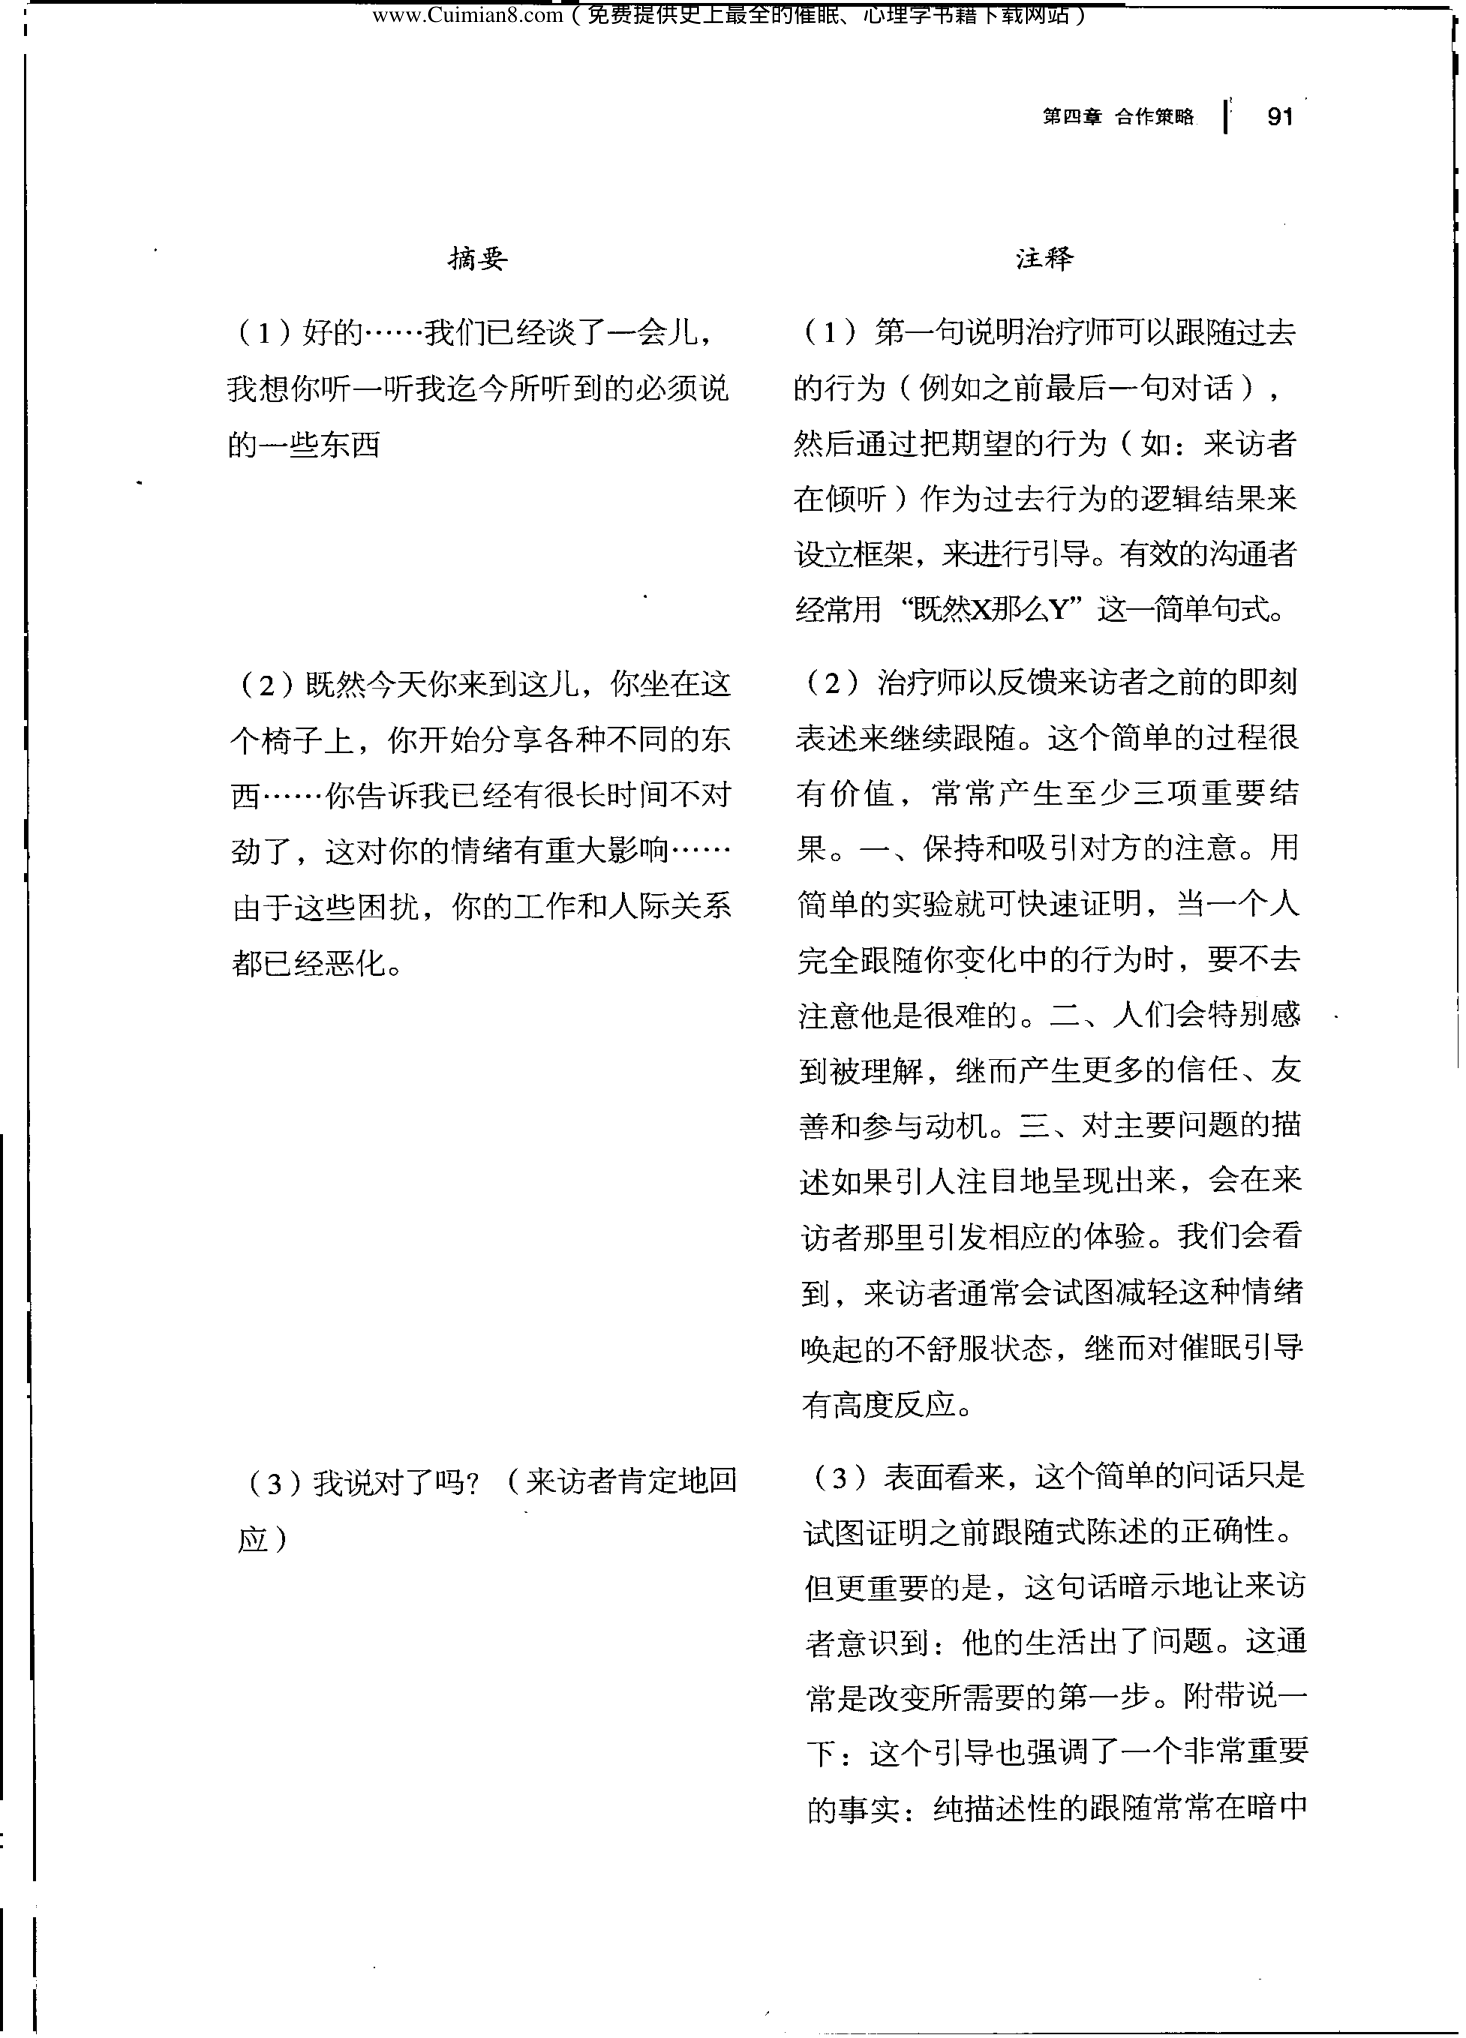 www.Cuimian8.com（免费提供史上最全的催眠、心理学书籍下载网站）
第四章 合作策略 91
摘要
（1）好的……我们已经谈了一会儿，
我想你听一听我迄今所听到的必须说
的一些东西
（2）既然今天你来到这儿，你坐在这
个椅子上，你开始分享各种不同的东
西……你告诉我已经有很长时间不对
劲了，这对你的情绪有重大影响……
由于这些困扰，你的工作和人际关系
都已经恶化。
（3）我说对了吗？（来访者肯定地回
应）
注释
（1）第一句说明治疗师可以跟随过去
的行为（例如之前最后一句对话），
然后通过把期望的行为（如：来访者
在倾听）作为过去行为的逻辑结果来
设立框架，来进行引导。有效的沟通者
经常用“既然X那么Y”这一简单句式。
（2）治疗师以反馈来访者之前的即刻
表述来继续跟随。这个简单的过程很
有价值，常常产生至少三项重要结
果。一、保持和吸引对方的注意。用
简单的实验就可快速证明，当一个人
完全跟随你变化中的行为时，要不去
注意他是很难的。二、人们会特别感
到被理解，继而产生更多的信任、友
善和参与动机。三、对主要问题的描
述如果引人注目地呈现出来，会在来
访者那里引发相应的体验。我们会看
到，来访者通常会试图减轻这种情绪
唤起的不舒服状态，继而对催眠引导
有高度反应。
（3）表面看来，这个简单的问话只是
试图证明之前跟随式陈述的正确性。
但更重要的是，这句话暗示地让来访
者意识到：他的生活出了问题。这通
常是改变所需要的第一步。附带说一
下：这个引导也强调了一个非常重要
的事实：纯描述性的跟随常常在暗中